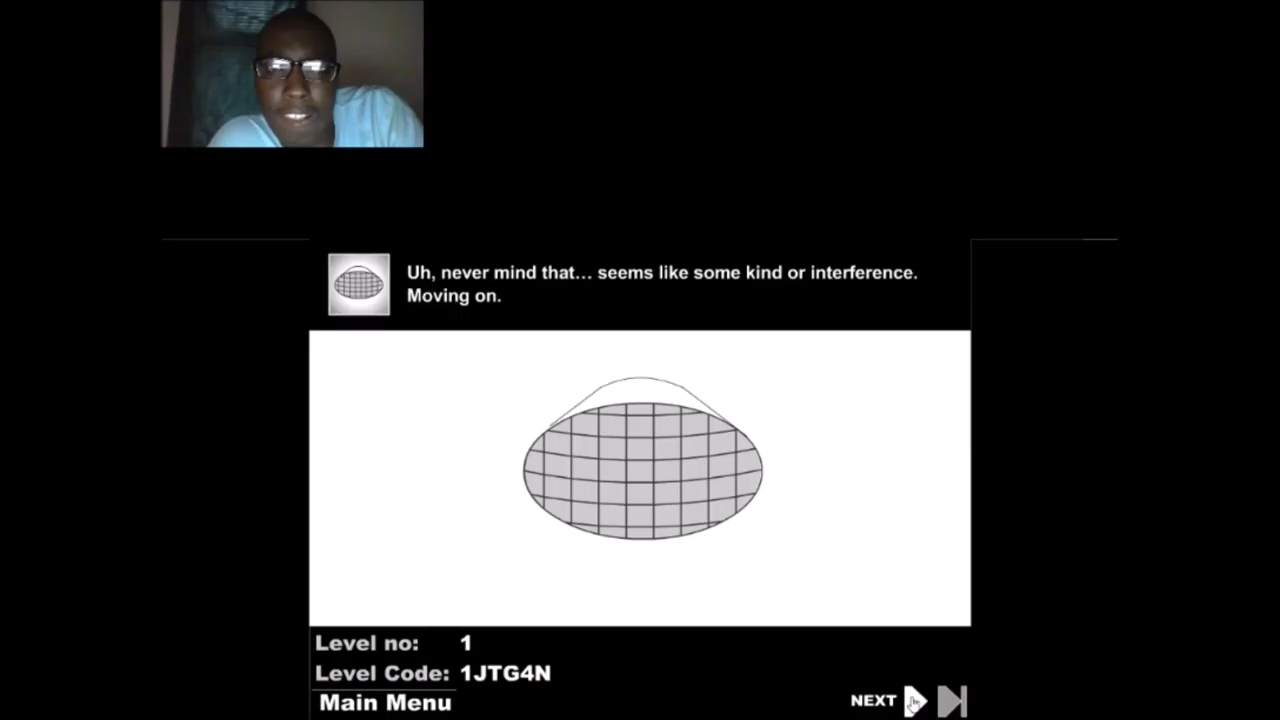 Uh, never mind that... seems like some kind or interference.
Moving on.
Level no: 1
Level Code: 1JTG4N
Main Menu
NEXT